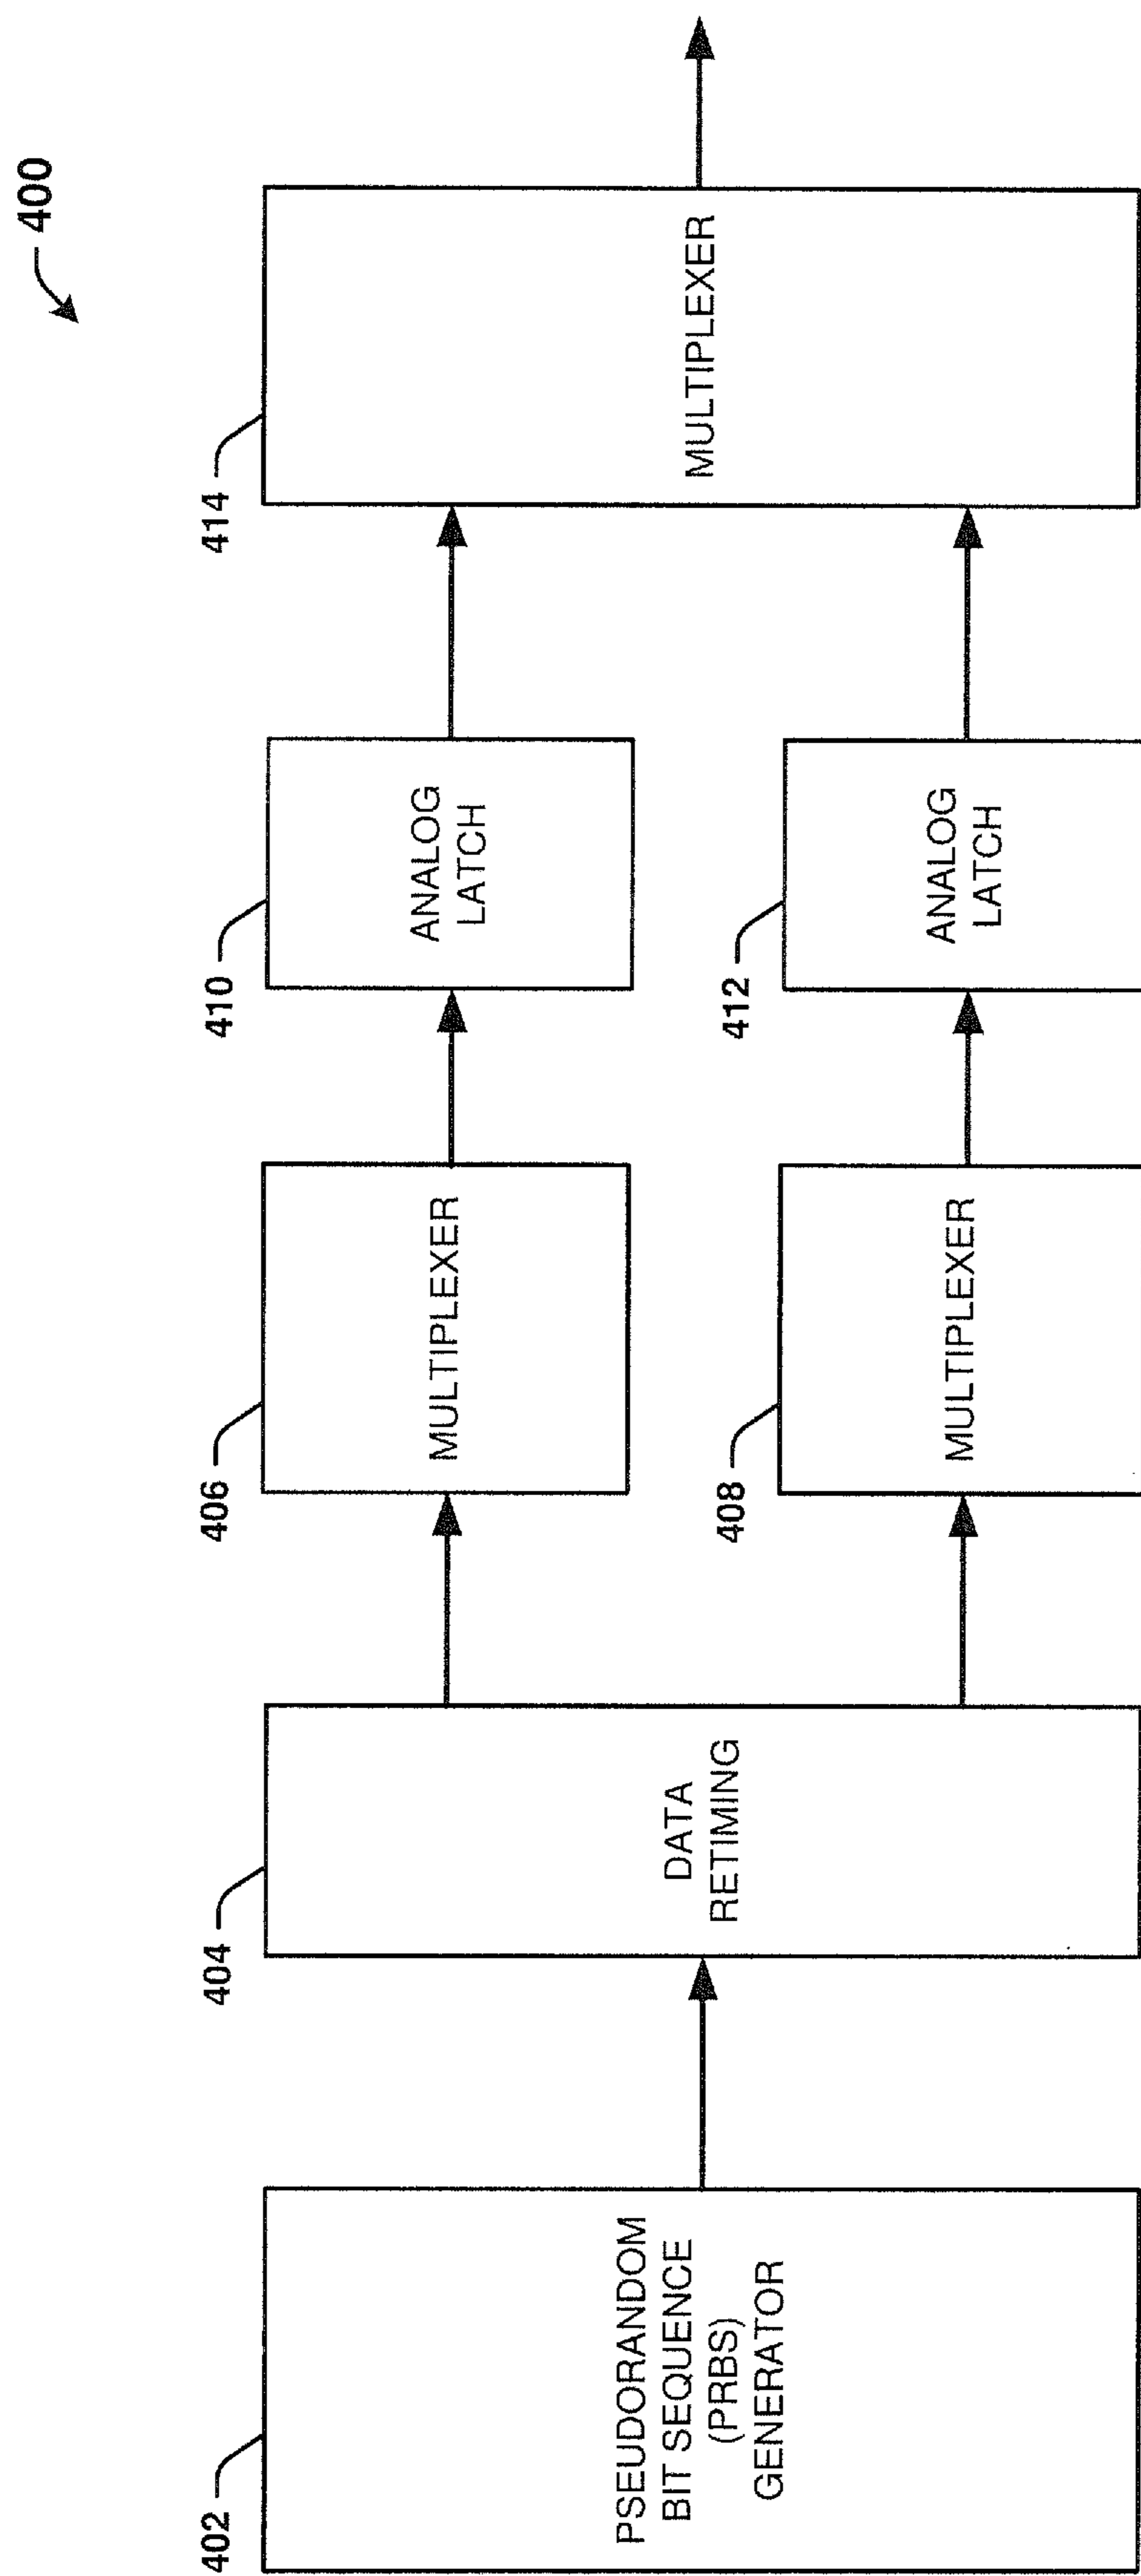 400
402
PSEUDORANDOM
BIT SEQUENCE
(PRBS)
GENERATOR
404
DATA
RETIMING
406
MULTIPLEXER
408
MULTIPLEXER
410
ANALOG
LATCH
412
ANALOG
LATCH
414
MULTIPLEXER